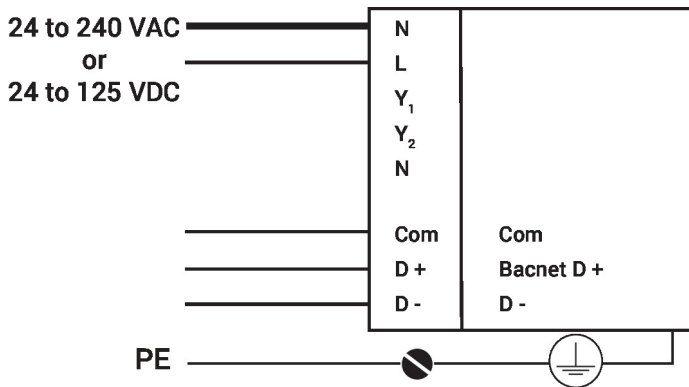 24 to 240 VAC
or
24 to 125 VDC
N
L
Y₁
Y₂
N
Com Com
D + Bacnet D +
D - D -
PE